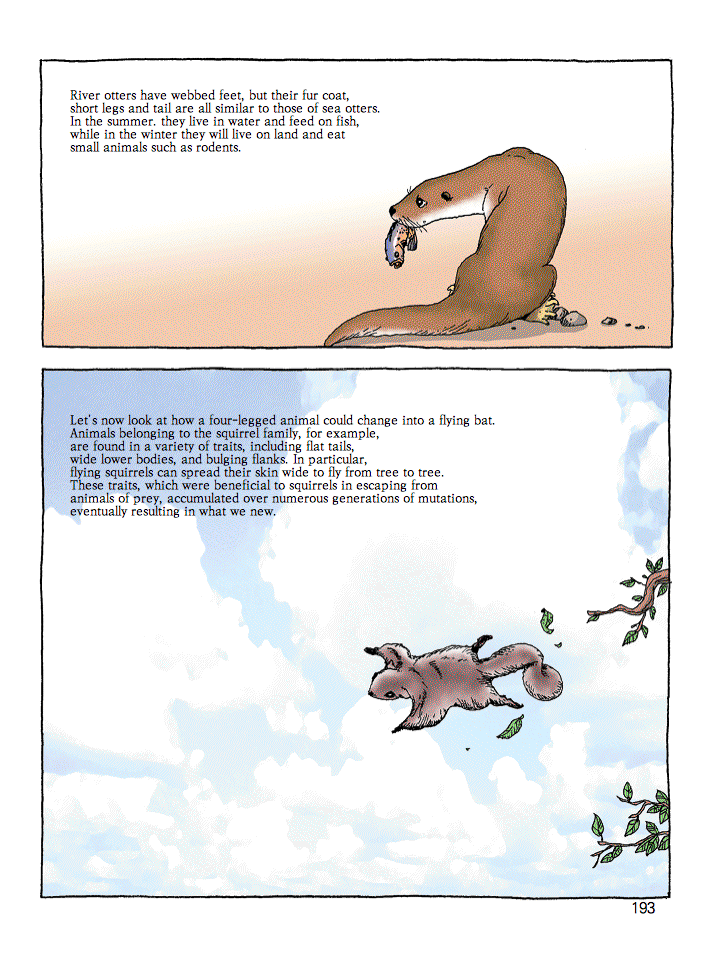 River otters have webbed feet, but their fur coat,
short legs and tail are all similar to those of sea otters.
In the summer. they live in water and feed on fish,
while in the winter they will live on land and eat
small animals such as rodents.
Let's now look at how a four-legged animal could change into a flying bat.
Animals belonging to the squirrel family, for example,
are found in a variety of traits, including flat tails,
wide lower bodies, and bulging flanks. In particular,
flying squirrels can spread their skin wide to fly from tree to tree.
These traits, which were beneficial to squirrels in escaping from
animals of prey, accumulated over numerous generations of mutations,
eventually resulting in what we new.
193